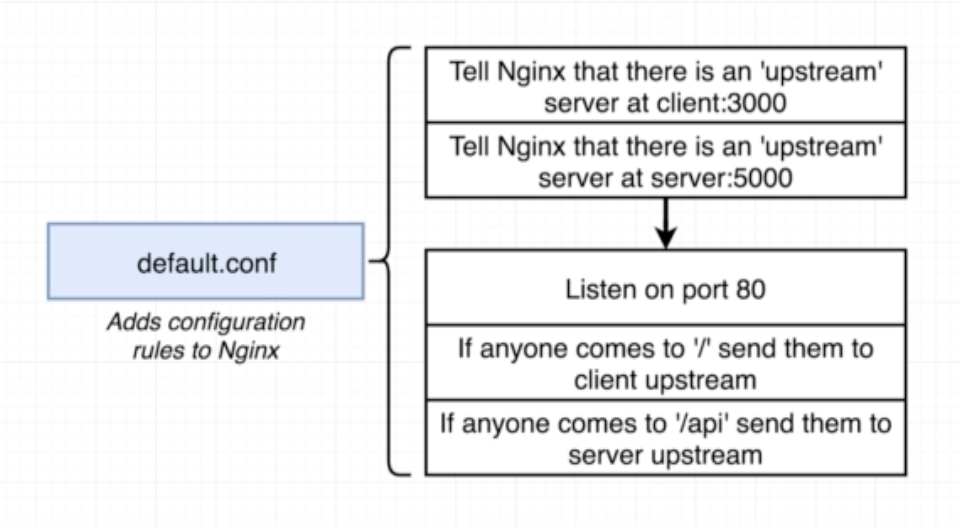 Tell Nginx that there is an 'upstream'
server at client:3000
Tell Nginx that there is an 'upstream'
server at server:5000
default.conf
Adds configuration
rules to Nginx
Listen on port 80
If anyone comes to '/' send them to
client upstream
If anyone comes to '/api' send them to
server upstream